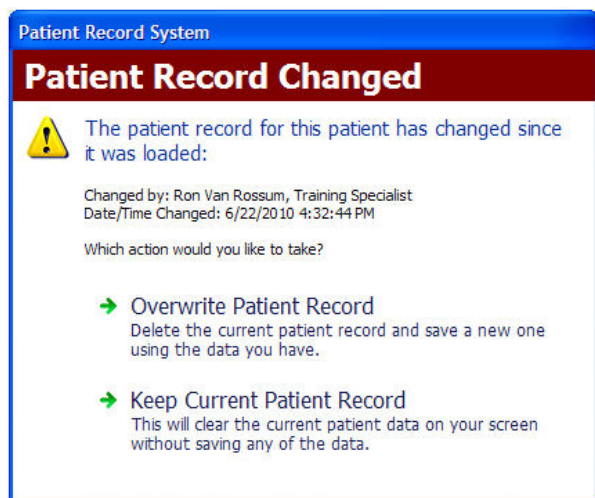 Patient Record System
Patient Record Changed
The patient record for this patient has changed since
it was loaded:
Changed by: Ron Van Rossum, Training Specialist
Date/Time Changed: 6/22/2010 4:32:44 PM
Which action would you like to take?
Overwrite Patient Record
Delete the current patient record and save a new one
using the data you have.
Keep Current Patient Record
This will clear the current patient data on your screen
without saving any of the data.